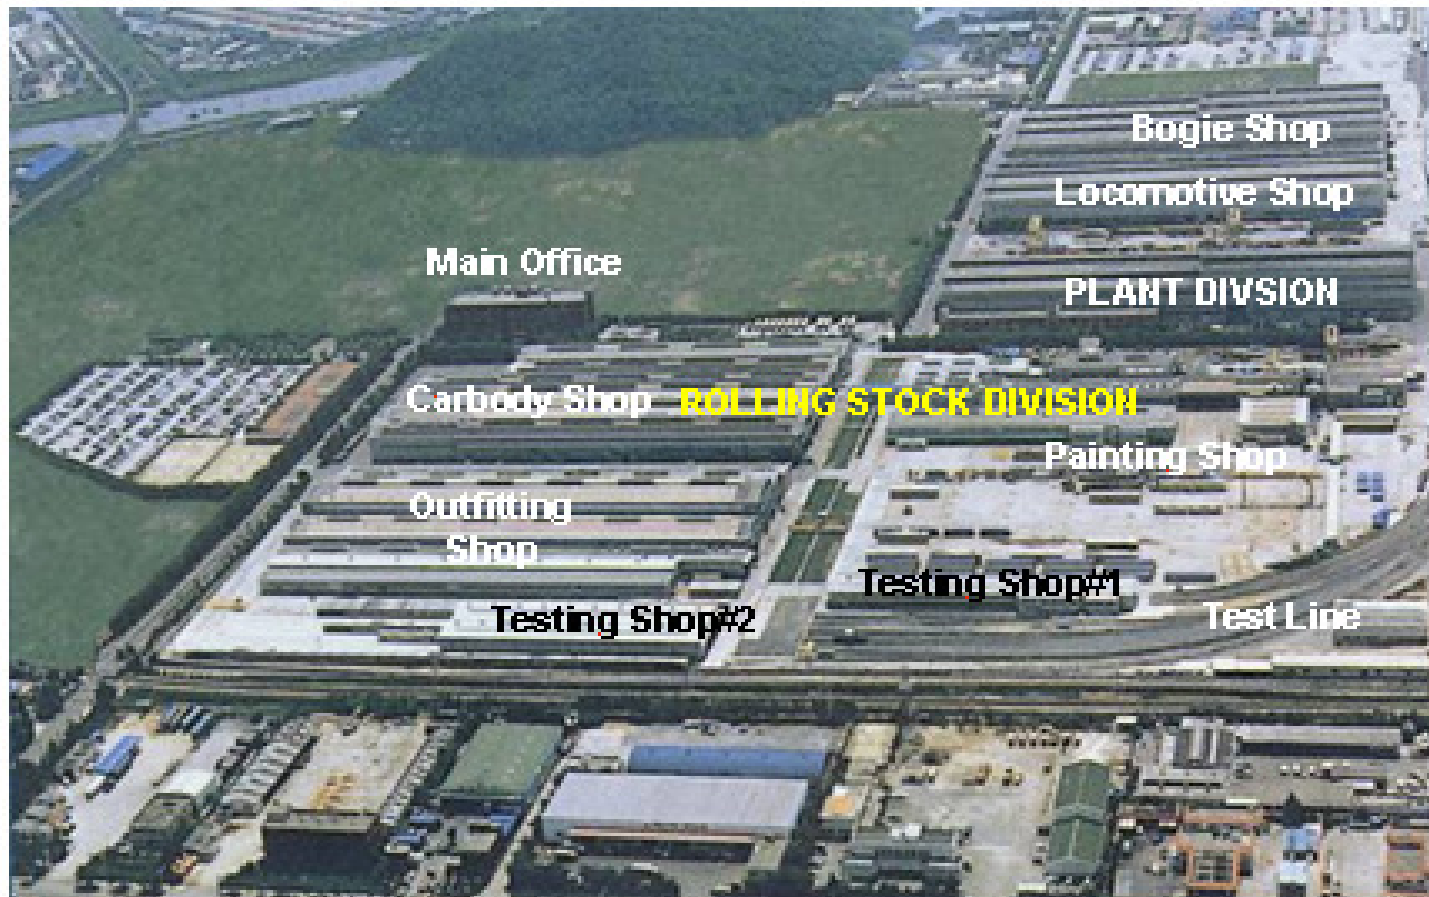 Bogie Shop
Locomotive Shop
Main Office
PLANT DIVSION
Carbody Shop
ROLLING STOCK DIVISION
Painting Shop
Outfitting
Shop
Testing Shop#1
Testing Shop#2
Test Line